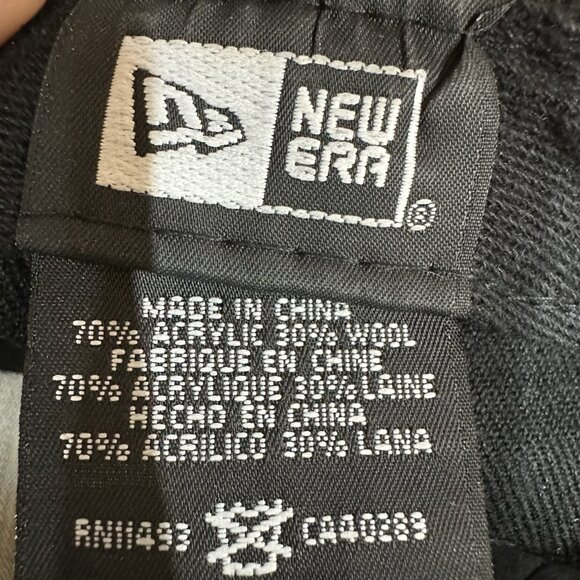 NEW
ERA
®
MADE IN CHINA
70% ACRYLIC 30% WOOL
FABRIQUE EN CHINE
70% ACRYLIQUE 30% LAINE
HECHO EN CHINA
70% ACRILICO 30% LANA
RN11493 CA40289